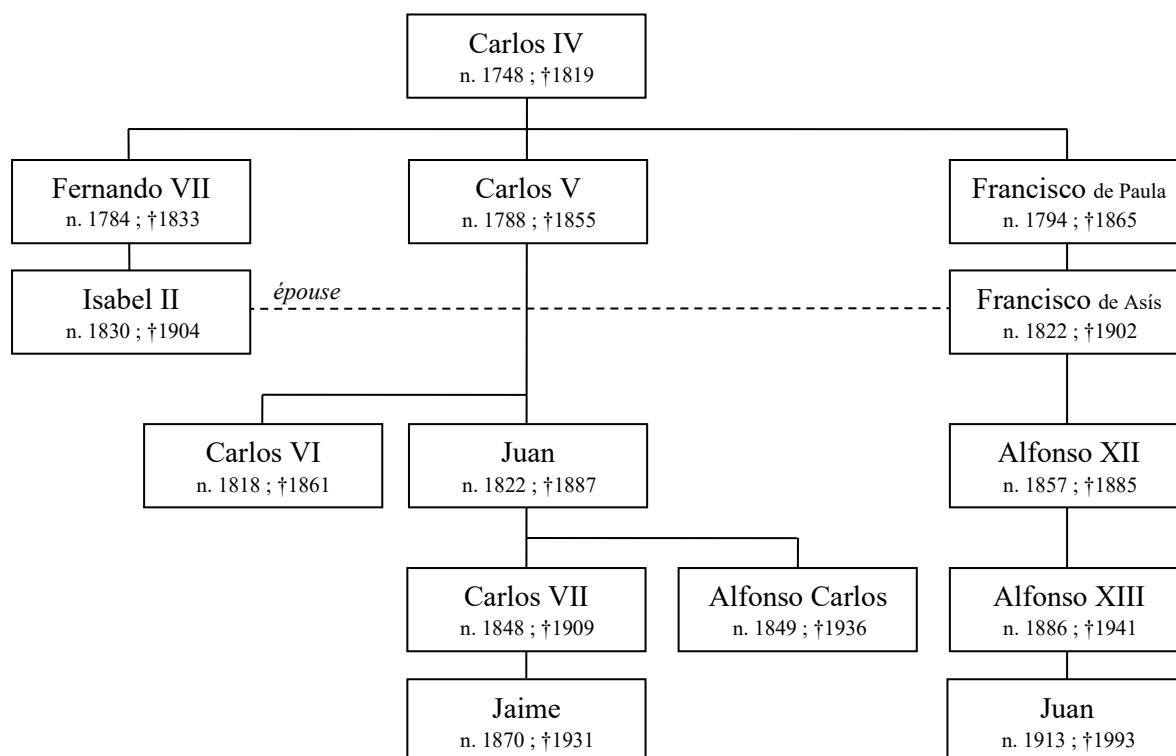 Carlos IV
n. 1748 ; †1819
Fernando VII
n. 1784 ; †1833
Carlos V
n. 1788 ; †1855
Francisco de Paula
n. 1794 ; †1865
Isabel II
n. 1830 ; †1904
épouse
Francisco de Asís
n. 1822 ; †1902
Carlos VI
n. 1818 ; †1861
Juan
n. 1822 ; †1887
Alfonso XII
n. 1857 ; †1885
Carlos VII
n. 1848 ; †1909
Alfonso Carlos
n. 1849 ; †1936
Alfonso XIII
n. 1886 ; †1941
Jaime
n. 1870 ; †1931
Juan
n. 1913 ; †1993